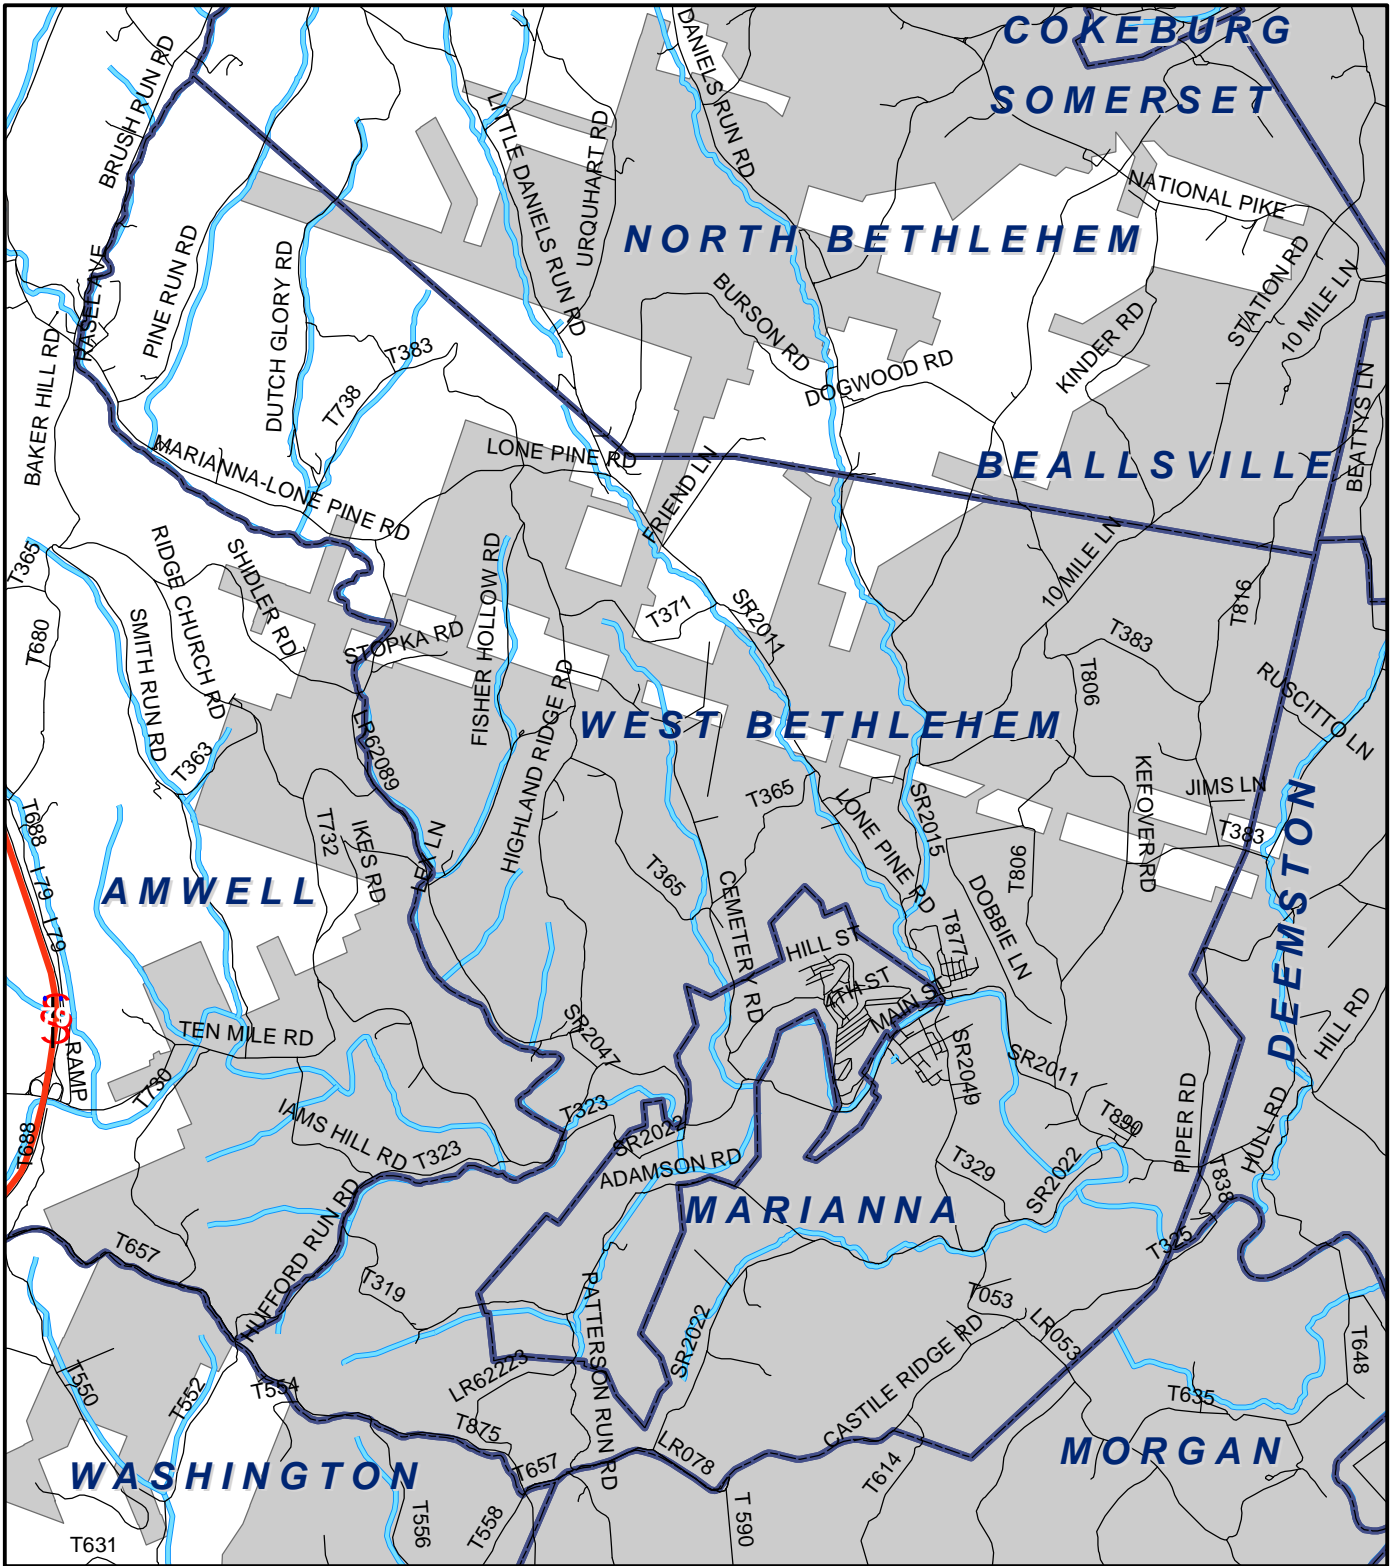 COKEBURG
SOMERSET
BRUSH RUN RD
DANIELS RUN RD
LITTLE DANIELS RUN RD
URQUHART RD
NATIONAL PIKE
NORTH BETHLEHEM
PINE RUN RD
DUTCH GLORY RD
RASEL AVE
BURSON RD
STATION RD
10 MILE LN
KINDER RD
BAKER HILL RD
T383
T738
DOGWOOD RD
BEATTYS LN
MARIANNA-LONE PINE RD
LONE PINE RD
FRIEND LN
BEALLSVILLE
T365
RIDGE CHURCH RD
SHIDLER RD
FISHER HOLLOW RD
10 MILE LN
T816
T680
SMITH RUN RD
STOPKA RD
T371
SR2011
T383
T806
RUSCITTO LN
HIGHLAND RIDGE RD
WEST BETHLEHEM
T363
LR62089
T365
KEFOVER RD
JIMS LN
T688
T732
IKES RD
LEY LN
LONE PINE RD
SR2015
T383
DEEMSTON
I 79
I 79
AMWELL
T365
CEMETERY RD
T806
DOBBIE LN
T877
HILL ST
4TH ST
MAIN ST
79
TEN MILE RD
SR2047
SR2049
SR2011
HILL RD
RAMP
T730
T688
IAMS HILL RD
T323
T323
SR2022
ADAMSON RD
T890
T329
SR2022
PIPER RD
T838
HULL RD
MARIANNA
T657
HUFFORD RUN RD
T319
PATTERSON RUN RD
SR2022
T325
T053
LR053
T648
T550
T552
T554
LR62223
CASTILE RIDGE RD
T635
T875
WASHINGTON
T657
LR078
T614
MORGAN
T631
T556
T558
T 590